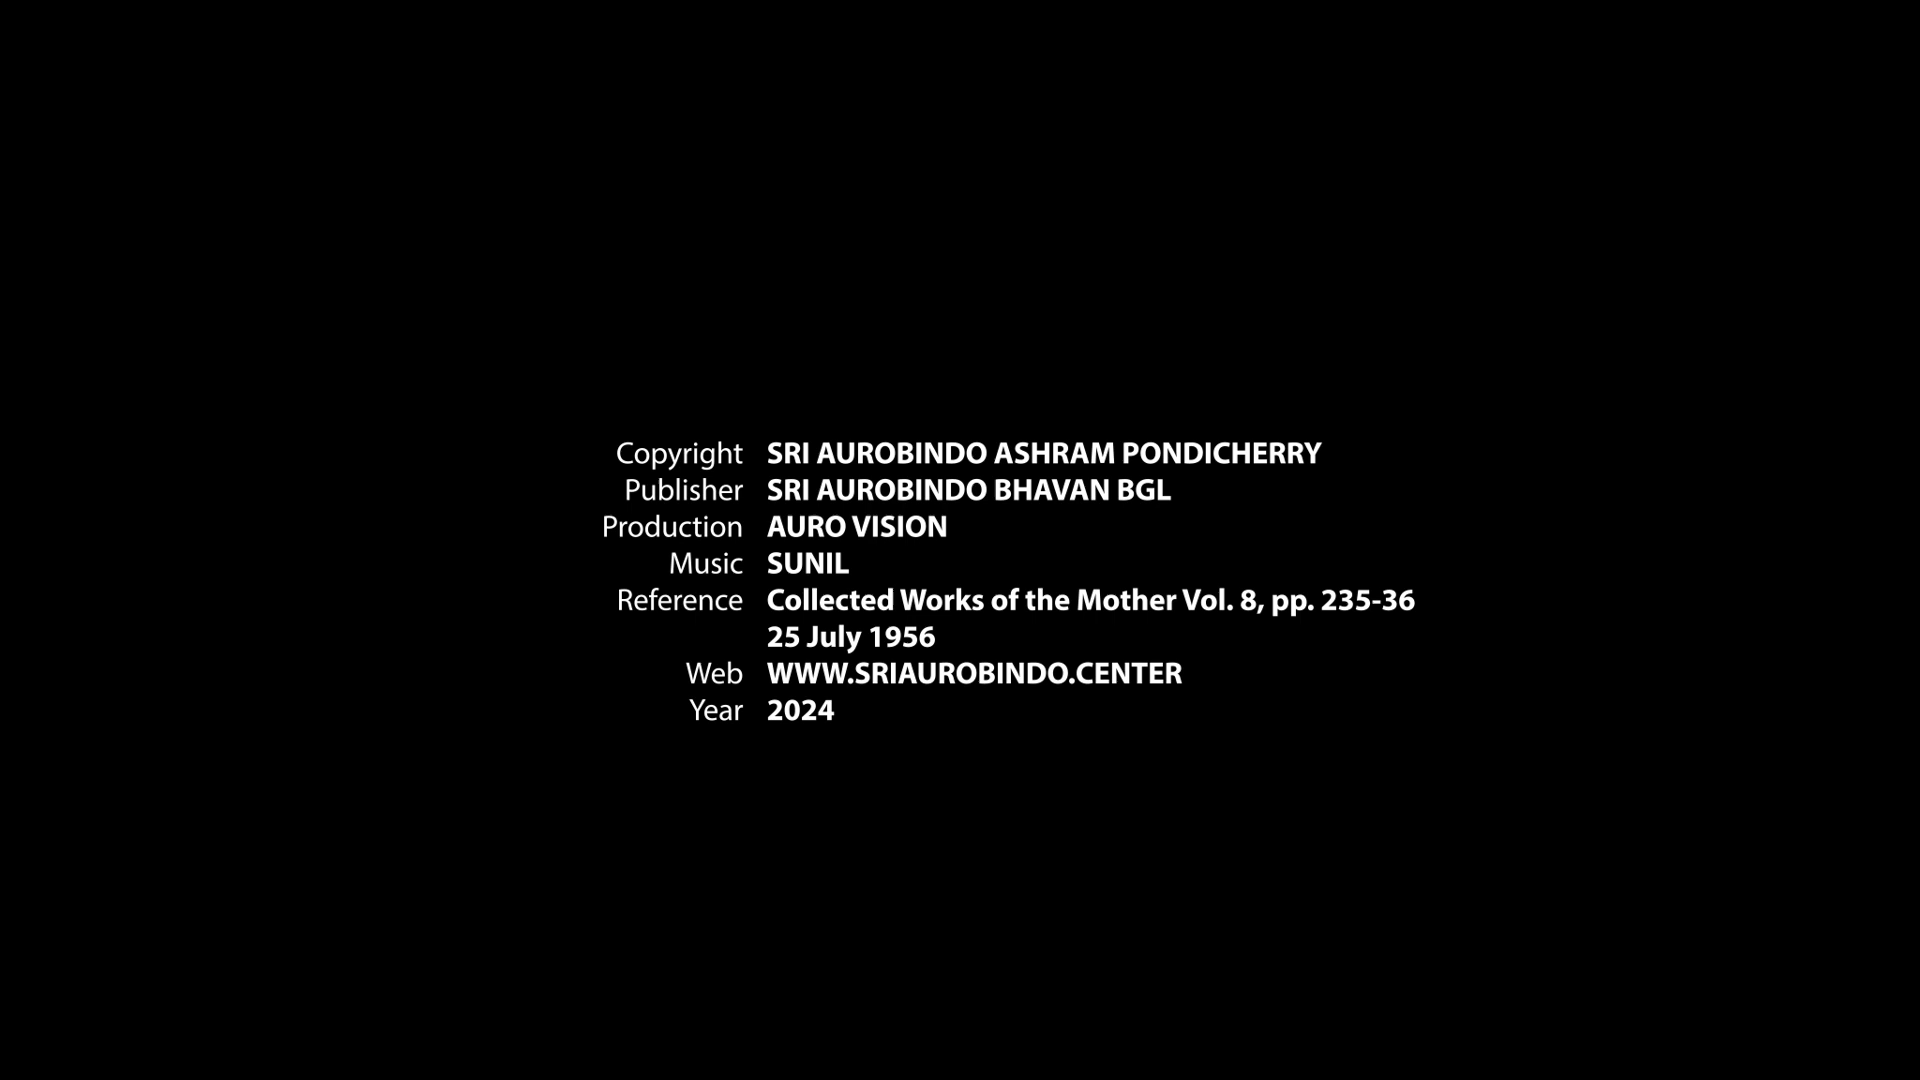 Copyright SRI AUROBINDO ASHRAM PONDICHERRY
Publisher SRI AUROBINDO BHAVAN BGL
Production AURO VISION
Music SUNIL
Reference Collected Works of the Mother Vol. 8, pp. 235-36
25 July 1956
Web WWW.SRIAUROBINDO.CENTER
Year 2024